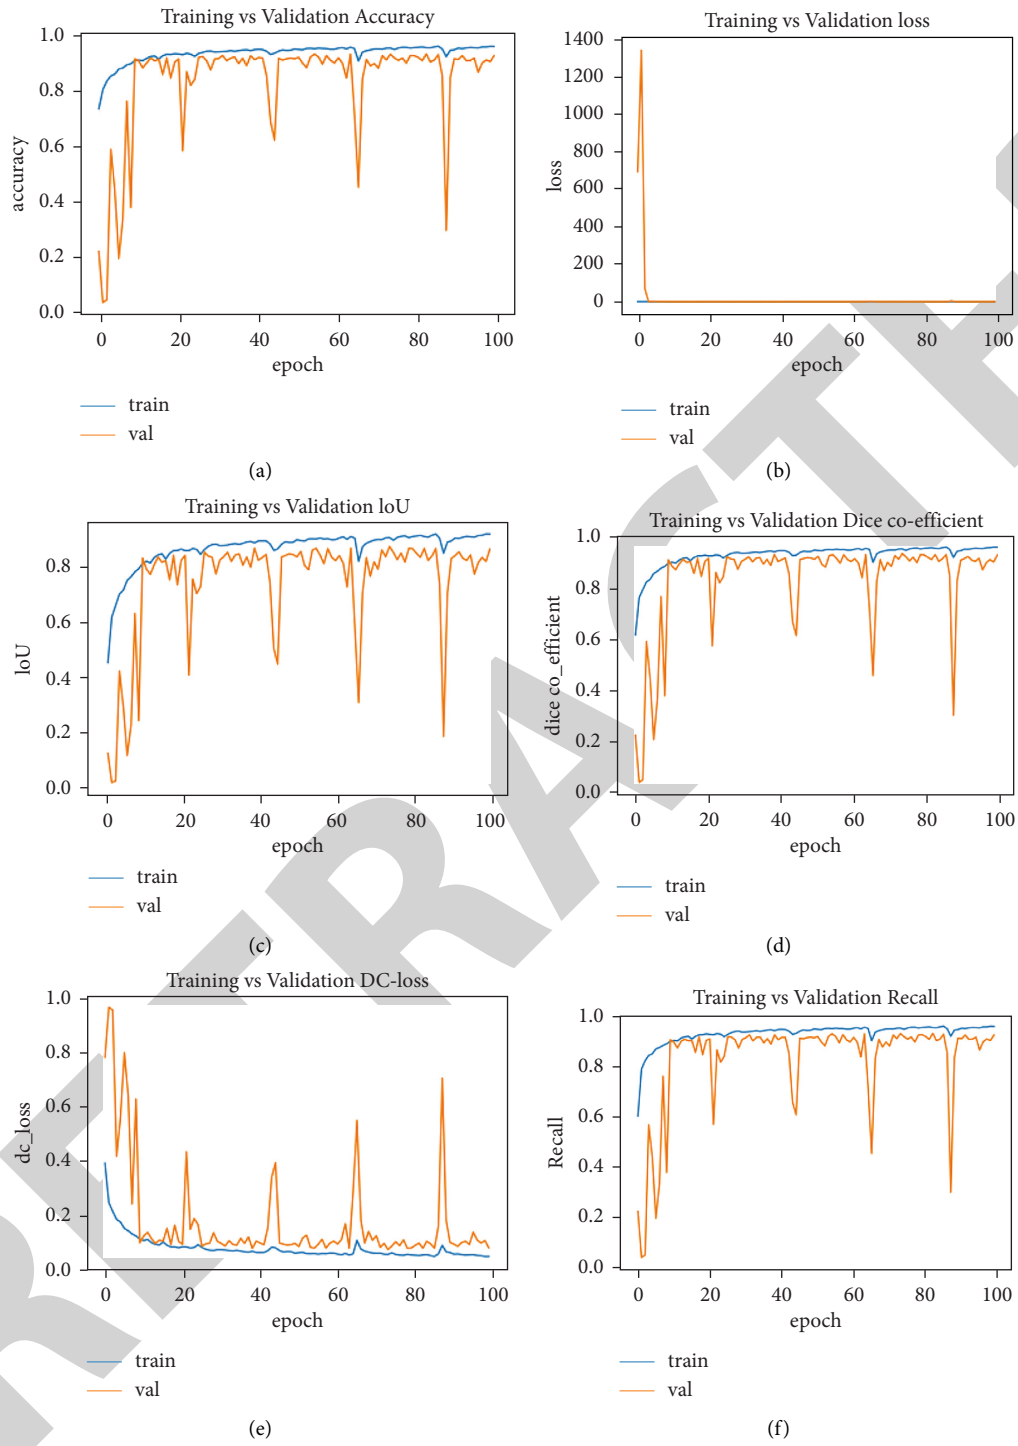 Training vs Validation Accuracy
1.0
0.8
0.6
0.4
0.2
0.0
accuracy
0 20 40 60 80 100
epoch
train
val
(a)
Training vs Validation loss
1400
1200
1000
800
600
400
200
0
loss
0 20 40 60 80 100
epoch
train
val
(b)
Training vs Validation loU
0.8
0.6
0.4
0.2
0.0
loU
0 20 40 60 80 100
epoch
train
val
(c)
Training vs Validation Dice co-efficient
1.0
0.8
0.6
0.4
0.2
0.0
dice co_efficient
0 20 40 60 80 100
epoch
train
val
(d)
Training vs Validation DC-loss
1.0
0.8
0.6
0.4
0.2
0.0
dc_loss
0 20 40 60 80 100
epoch
train
val
(e)
Training vs Validation Recall
1.0
0.8
0.6
0.4
0.2
0.0
Recall
0 20 40 60 80 100
epoch
train
val
(f)